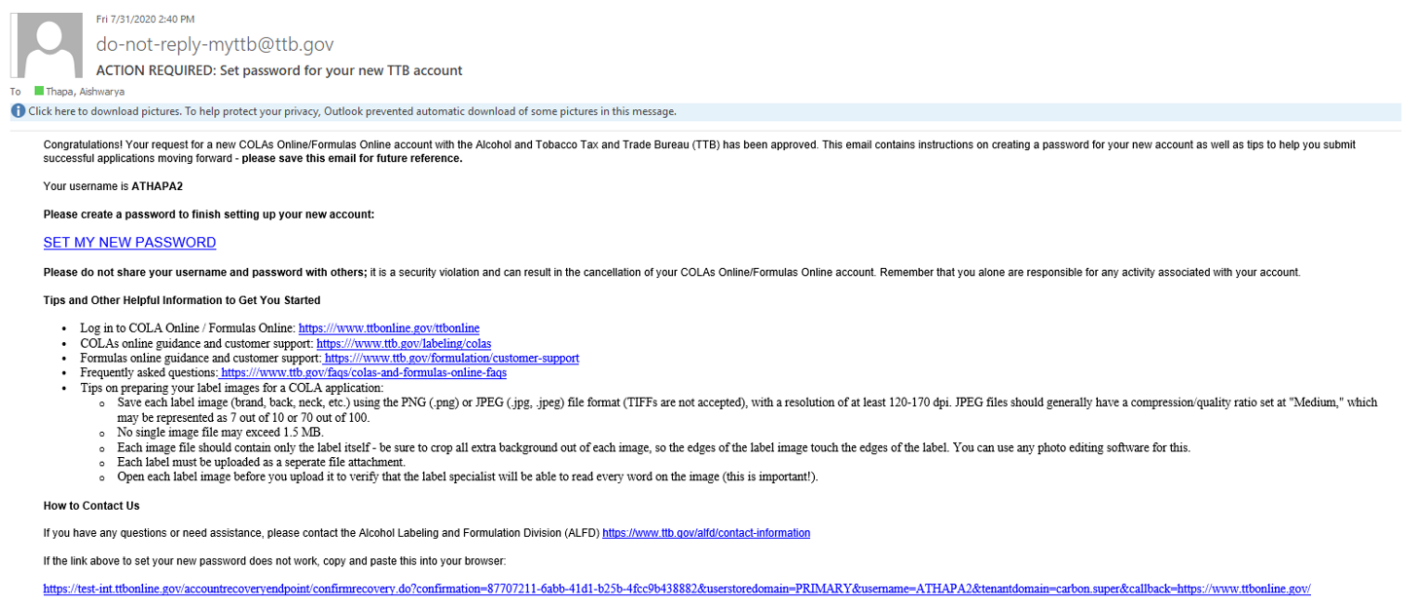 Fri 7/31/2020 2:40 PM
do-not-reply-myttb@ttb.gov
ACTION REQUIRED: Set password for your new TTB account
To Thapa, Aishwarya
Click here to download pictures. To help protect your privacy, Outlook prevented automatic download of some pictures in this message.
Congratulations! Your request for a new COLAs Online/Formulas Online account with the Alcohol and Tobacco Tax and Trade Bureau (TTB) has been approved. This email contains instructions on creating a password for your new account as well as tips to help you submit
successful applications moving forward - please save this email for future reference.
Your username is ATHAPA2
Please create a password to finish setting up your new account:
SET MY NEW PASSWORD
Please do not share your username and password with others; it is a security violation and can result in the cancellation of your COLAs Online/Formulas Online account. Remember that you alone are responsible for any activity associated with your account.
Tips and Other Helpful Information to Get You Started
• Log in to COLA Online / Formulas Online: https:///www.ttbonline.gov/ttbonline
• COLAs online guidance and customer support: https:///www.ttb.gov/labeling/colas
• Formulas online guidance and customer support: https:///www.ttb.gov/formulation/customer-support
• Frequently asked questions: https:///www.ttb.gov/faqs/colas-and-formulas-online-faqs
• Tips on preparing your label images for a COLA application:
o Save each label image (brand, back, neck, etc.) using the PNG (.png) or JPEG (.jpg, .jpeg) file format (TIFFs are not accepted), with a resolution of at least 120-170 dpi. JPEG files should generally have a compression/quality ratio set at "Medium," which
may be represented as 7 out of 10 or 70 out of 100.
o No single image file may exceed 1.5 MB.
o Each image file should contain only the label itself - be sure to crop all extra background out of each image, so the edges of the label image touch the edges of the label. You can use any photo editing software for this.
o Each label must be uploaded as a seperate file attachment.
o Open each label image before you upload it to verify that the label specialist will be able to read every word on the image (this is important!).
How to Contact Us
If you have any questions or need assistance, please contact the Alcohol Labeling and Formulation Division (ALFD) https://www.ttb.gov/alfd/contact-information
If the link above to set your new password does not work, copy and paste this into your browser:
https://test-int.ttbonline.gov/accountrecoveryendpoint/confirmrecovery.do?confirmation=87707211-6abb-41d1-b25b-4fcc9b438882&userstoredomain=PRIMARY&username=ATHAPA2&tenantdomain=carbon.super&callback=https://www.ttbonline.gov/